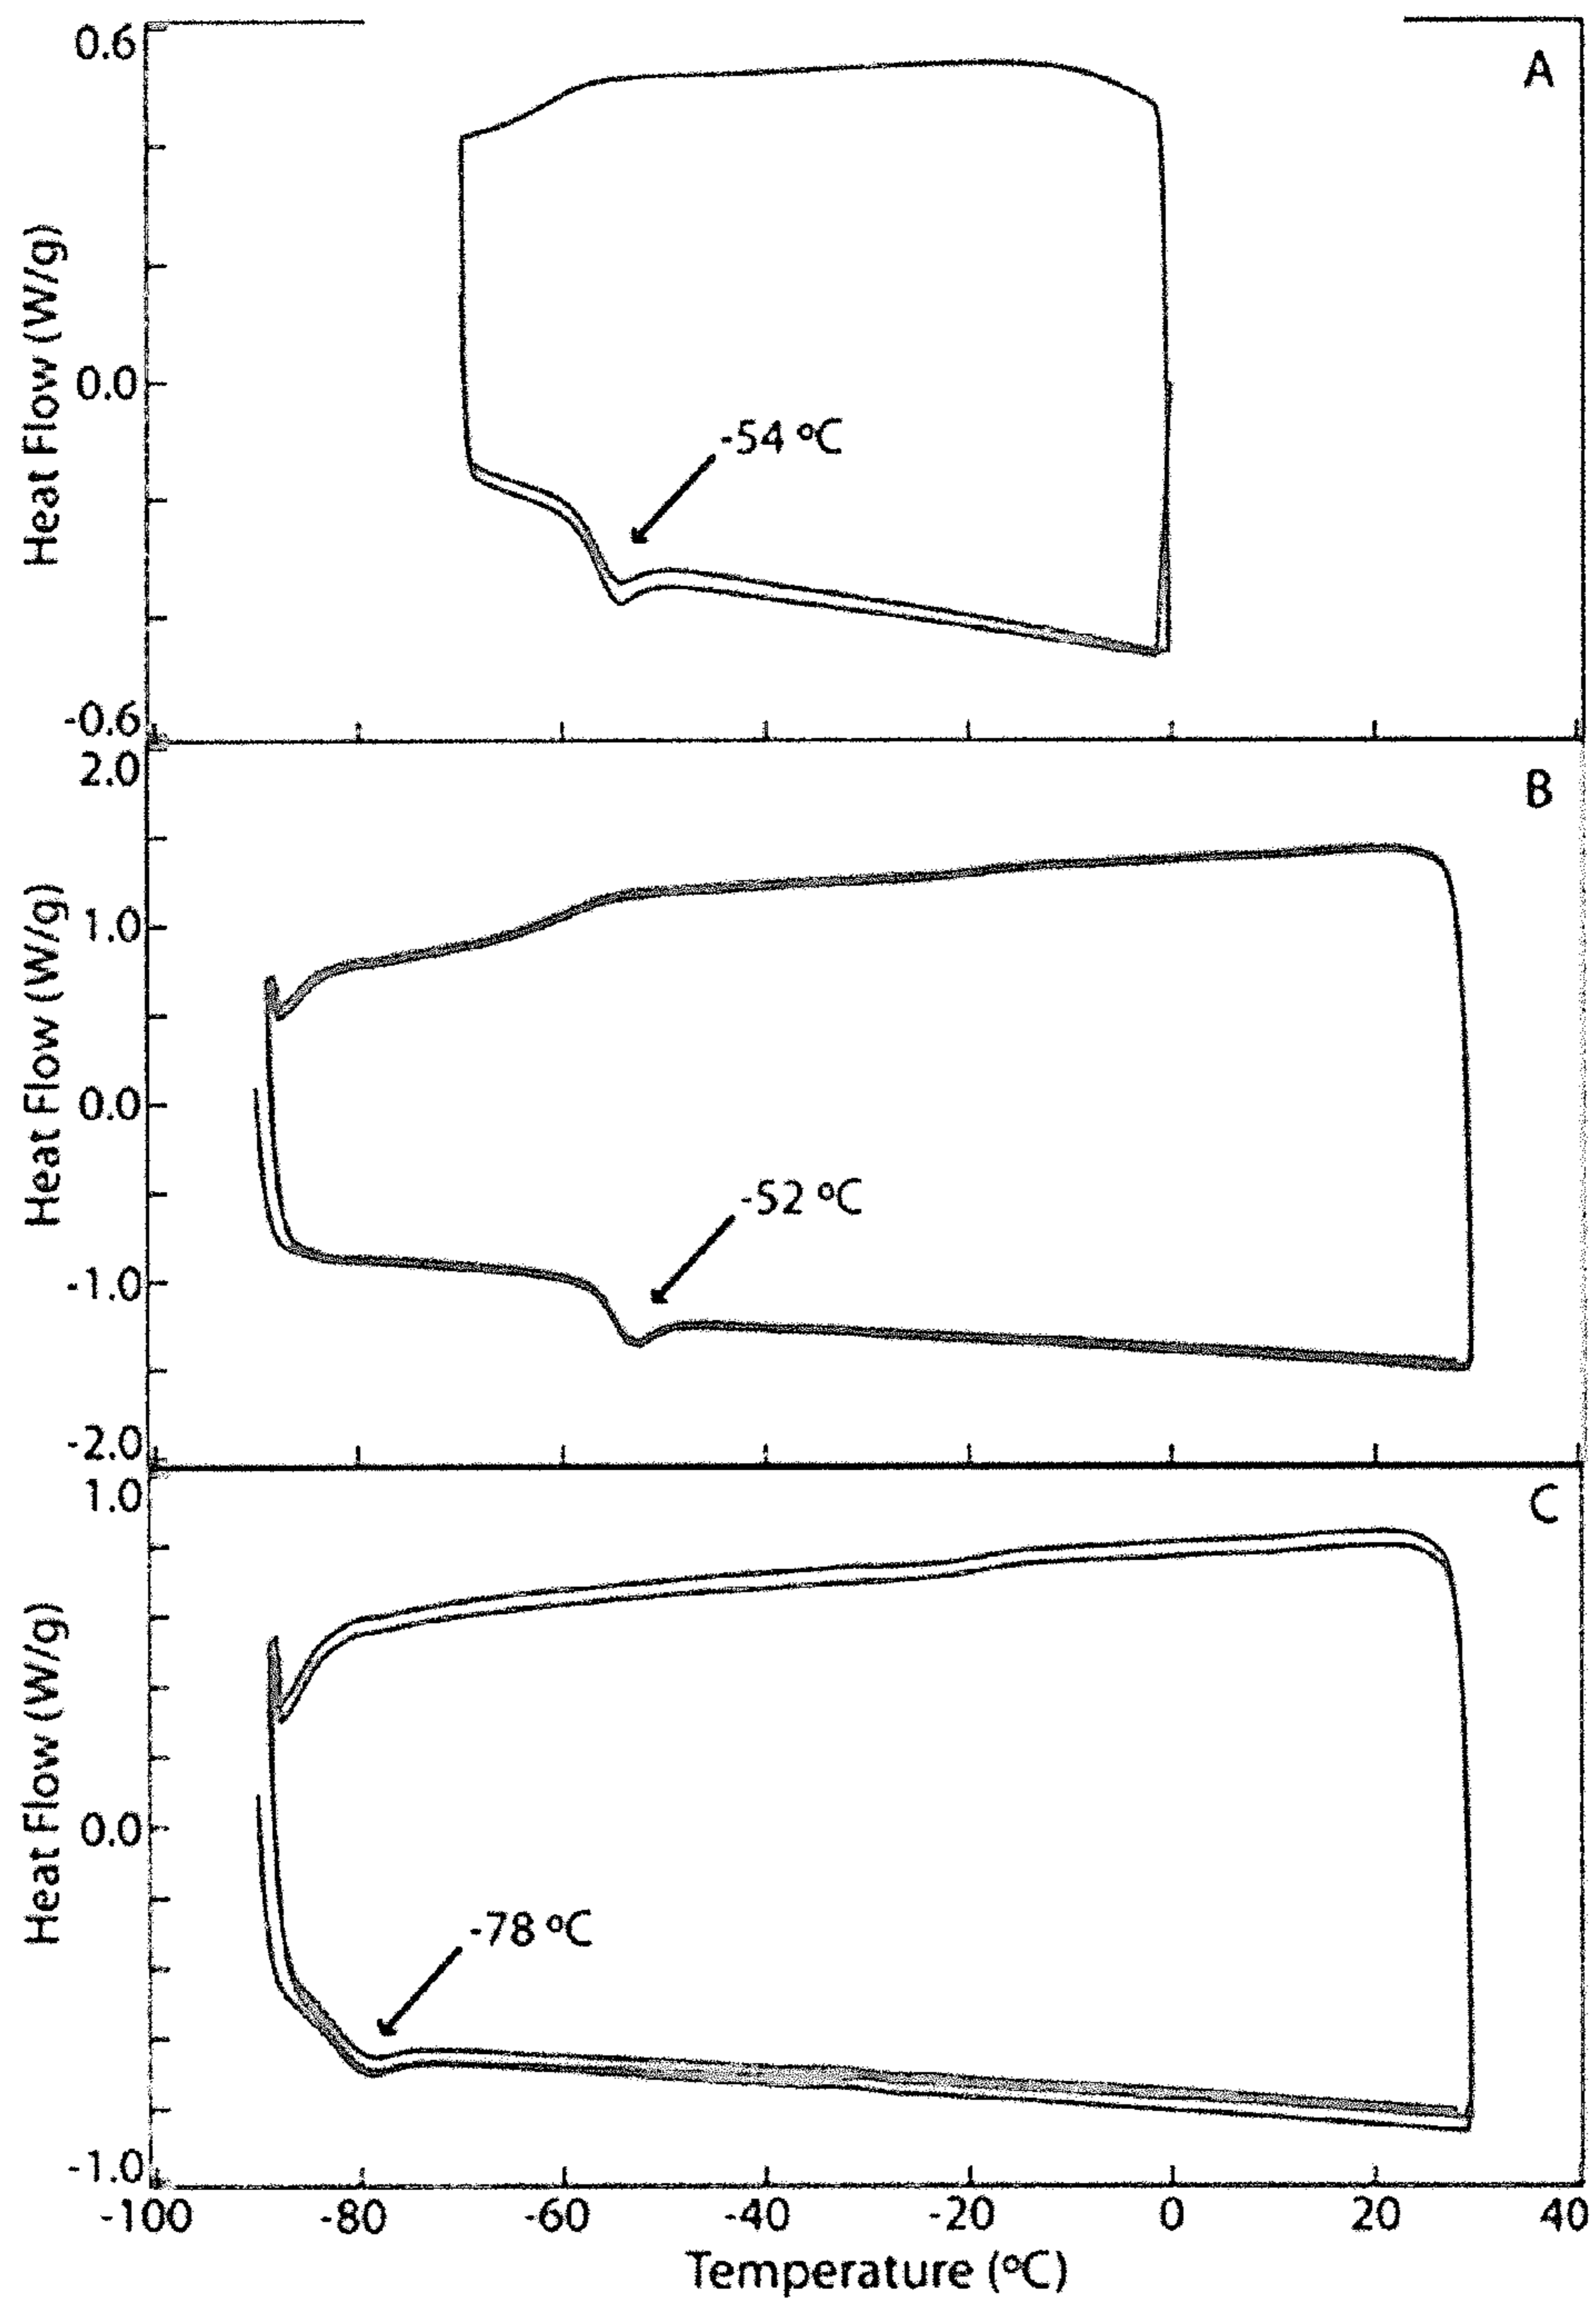 0.6
A
Heat Flow (W/g)
0.0
-54 °C
-0.6
2.0
B
Heat Flow (W/g)
1.0
0.0
-52 °C
-1.0
-2.0
1.0
C
Heat Flow (W/g)
0.0
-78 °C
-1.0
-100 -80 -60 -40 -20 0 20 40
Temperature (°C)